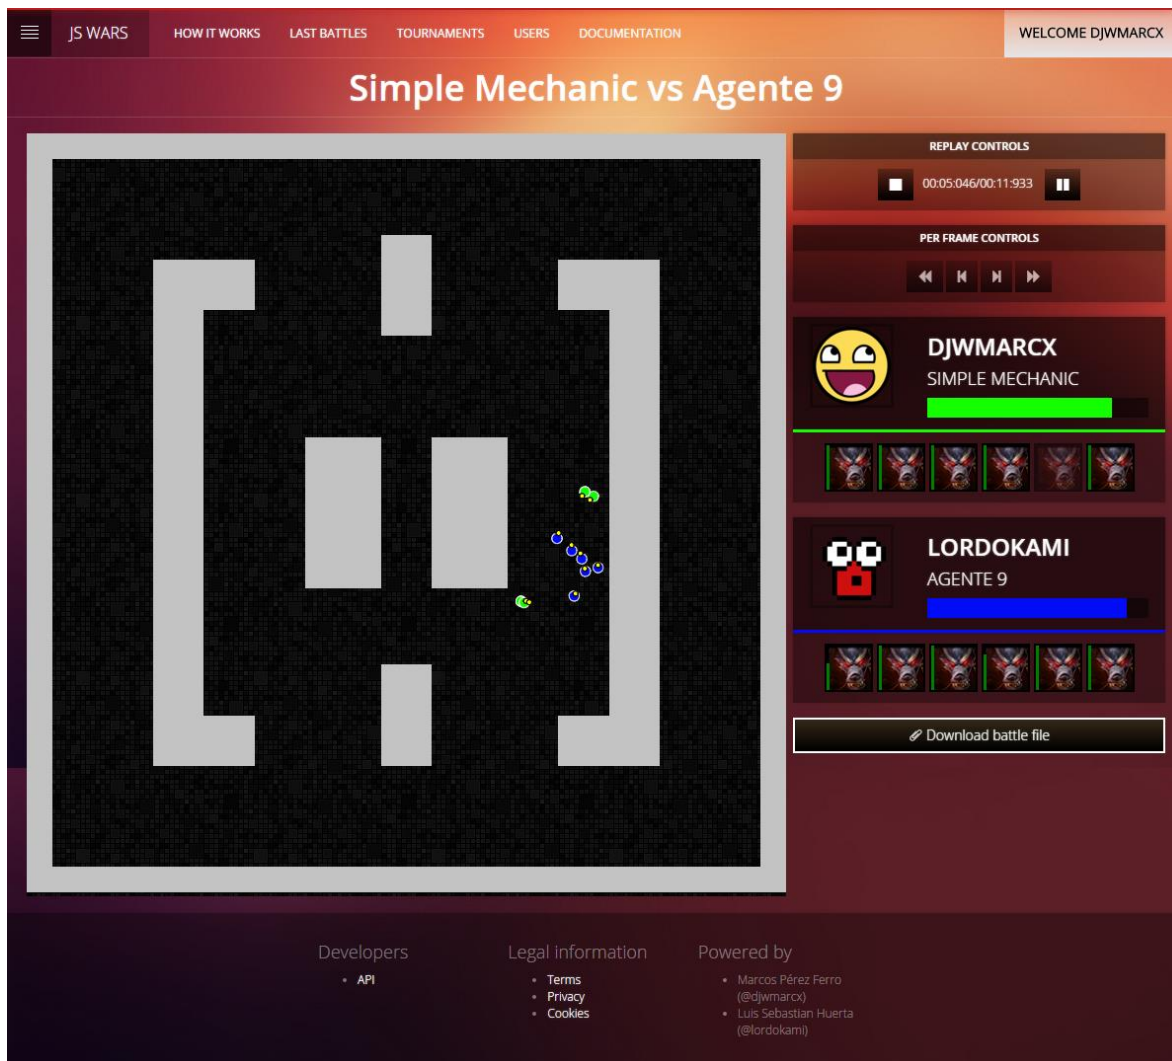 JS WARS
HOW IT WORKS
LAST BATTLES
TOURNAMENTS
USERS
DOCUMENTATION
WELCOME DJWMARCX
Simple Mechanic vs Agente 9
REPLAY CONTROLS
00:05:046/00:11:933
PER FRAME CONTROLS
DJWMARCX
SIMPLE MECHANIC
LORDOKAMI
AGENTE 9
Download battle file
Developers
API
Legal information
Terms
Privacy
Cookies
Powered by
Marcos Pérez Ferro
(@djwmarcx)
Luis Sebastian Huerta
(@lordokami)